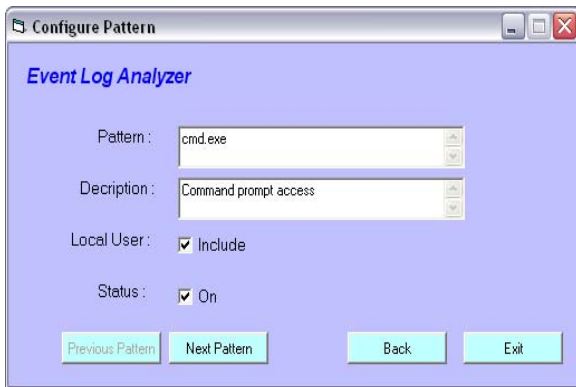 Configure Pattern
Event Log Analyzer
Pattern : cmd.exe
Decription : Command prompt access
Local User : Include
Status : On
Previous Pattern Next Pattern Back Exit